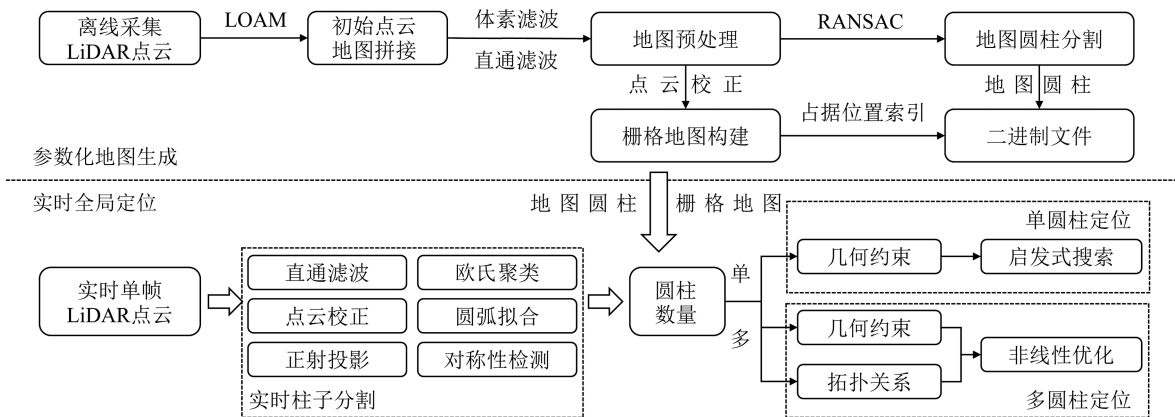 离线采集
LiDAR点云
LOAM
初始点云
地图拼接
体素滤波
直通滤波
地图预处理
RANSAC
地图圆柱分割
点云校正
地图圆柱
栅格地图构建
占据位置索引
二进制文件
参数化地图生成
实时全局定位
地图圆柱
栅格地图
实时单帧
LiDAR点云
直通滤波
欧氏聚类
点云校正
圆弧拟合
正射投影
对称性检测
实时柱子分割
圆柱
数量
单
多
单圆柱定位
几何约束
启发式搜索
几何约束
拓扑关系
非线性优化
多圆柱定位